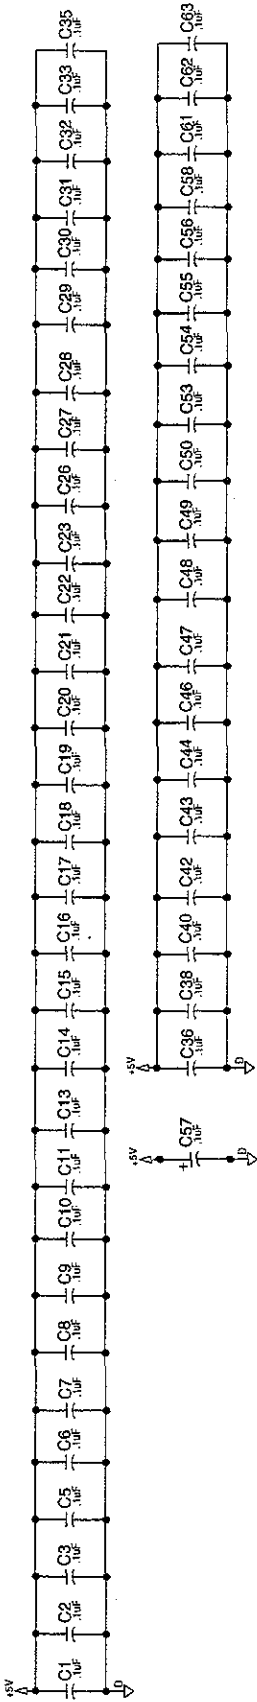 +5V
C1 .1uF
C2 .1uF
C3 .1uF
C5 .1uF
C6 .1uF
C7 .1uF
C8 .1uF
C9 .1uF
C10 .1uF
C11 .1uF
C13 .1uF
C14 .1uF
C15 .1uF
C16 .1uF
C17 .1uF
C18 .1uF
C19 .1uF
C20 .1uF
C21 .1uF
C22 .1uF
C23 .1uF
C26 .1uF
C27 .1uF
C28 .1uF
C29 .1uF
C30 .1uF
C31 .1uF
C32 .1uF
C33 .1uF
C35 .1uF
D
+5V
+
C57 .1uF
D
+5V
C36 .1uF
C38 .1uF
C40 .1uF
C42 .1uF
C43 .1uF
C44 .1uF
C46 .1uF
C47 .1uF
C48 .1uF
C49 .1uF
C50 .1uF
C53 .1uF
C54 .1uF
C55 .1uF
C56 .1uF
C58 .1uF
C61 .1uF
C62 .1uF
C63 .1uF
D